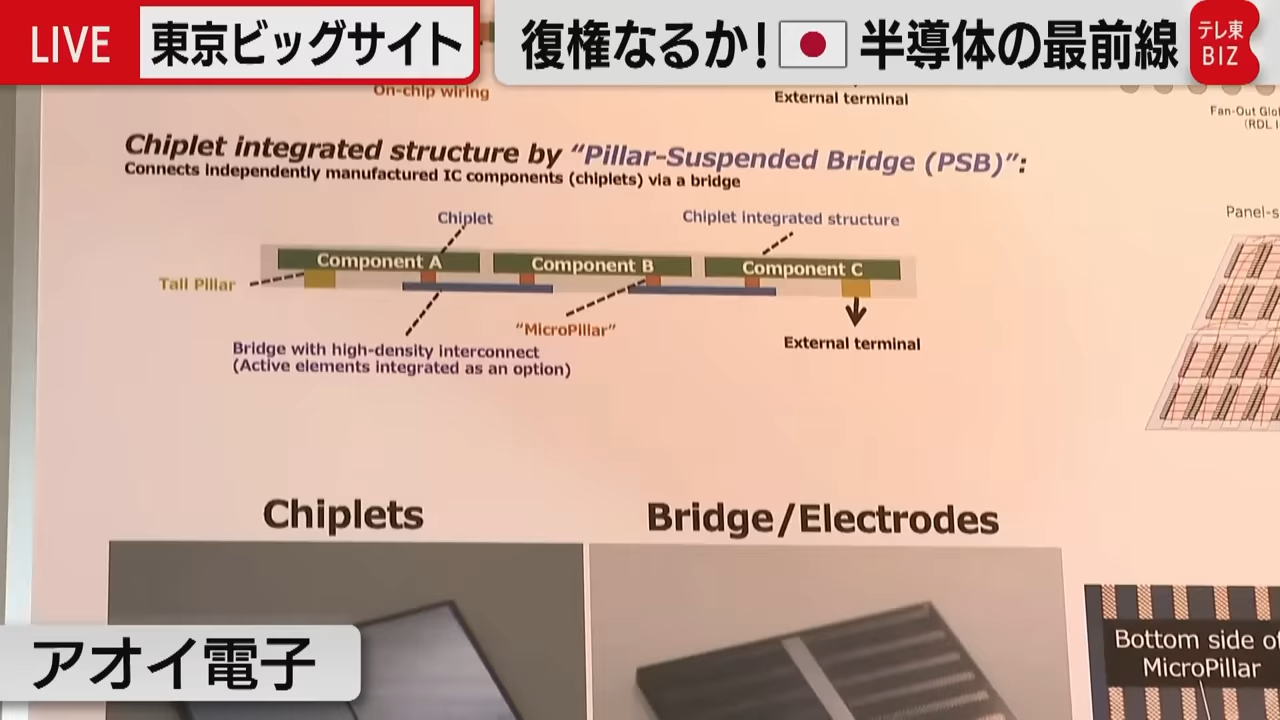 LIVE
東京ビッグサイト
復権なるか!🇯🇵半導体の最前線
テレ東
BIZ
On-chip wiring
External terminal
Chiplet integrated structure by “Pillar-Suspended Bridge (PSB)”:
Connects independently manufactured IC components (chiplets) via a bridge
Chiplet
Chiplet integrated structure
Component A
Component B
Component C
Tall Pillar
“MicroPillar”
External terminal
Bridge with high-density interconnect
(Active elements integrated as an option)
Fan-Out
(RDL
Panel-
Chiplets
Bridge/Electrodes
Bottom side of
MicroPillar
アオイ電子